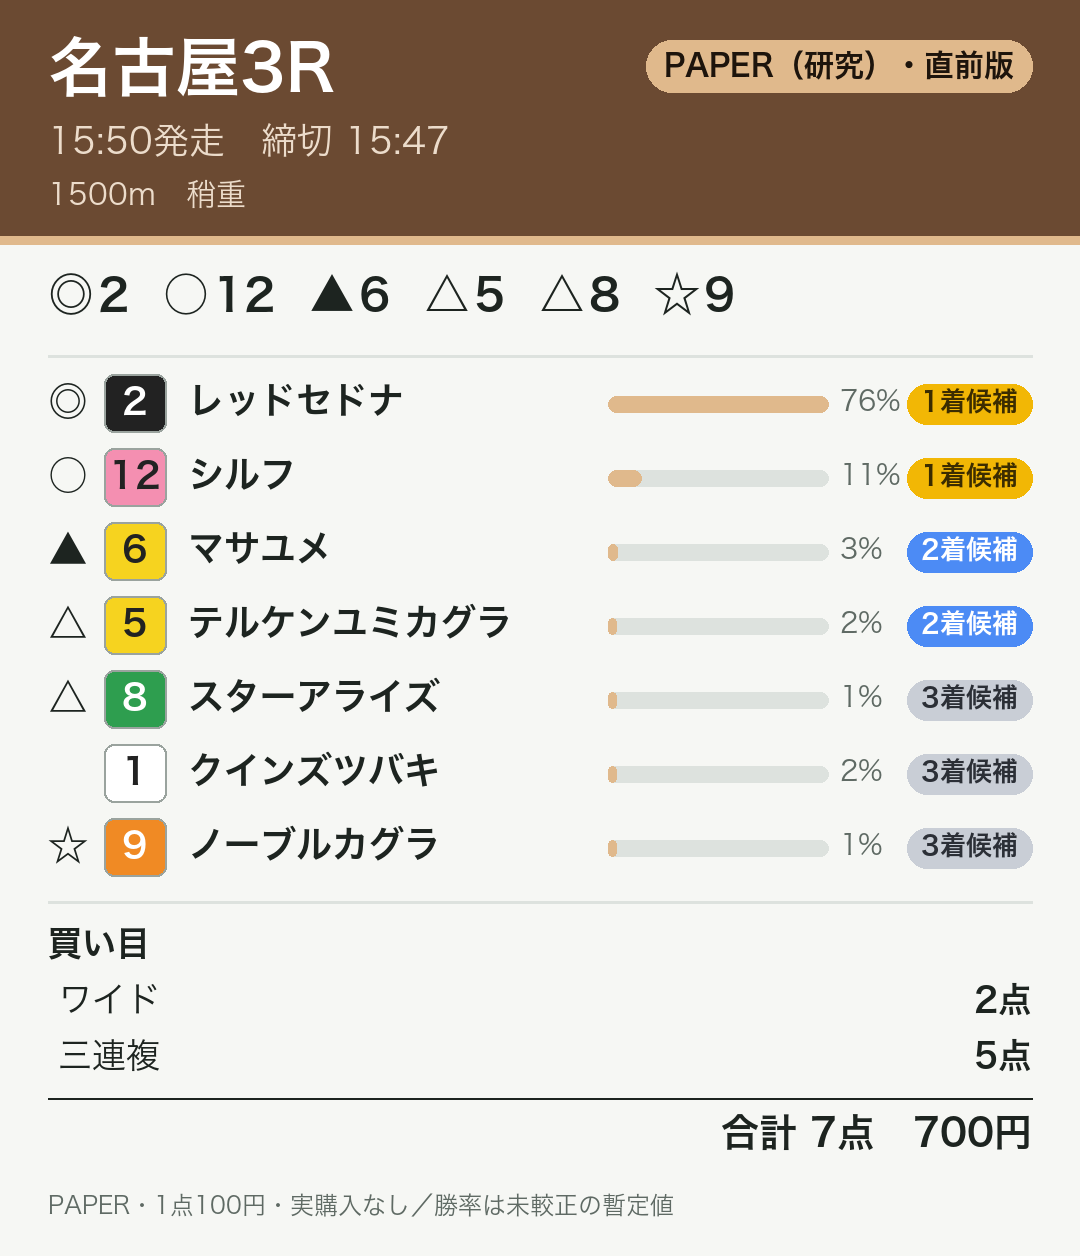 名古屋3R
PAPER（研究）・直前版
15:50発走　締切 15:47
1500m　稍重
◎2 ○12 ▲6 △5 △8 ☆9
◎ 2 レッドセドナ 76% 1着候補
○ 12 シルフ 11% 1着候補
▲ 6 マサユメ 3% 2着候補
△ 5 テルケンユミカグラ 2% 2着候補
△ 8 スターアライズ 1% 3着候補
1 クインズツバキ 2% 3着候補
☆ 9 ノーブルカグラ 1% 3着候補
買い目
ワイド 2点
三連複 5点
合計 7点　700円
PAPER・1点100円・実購入なし／勝率は未較正の暫定値